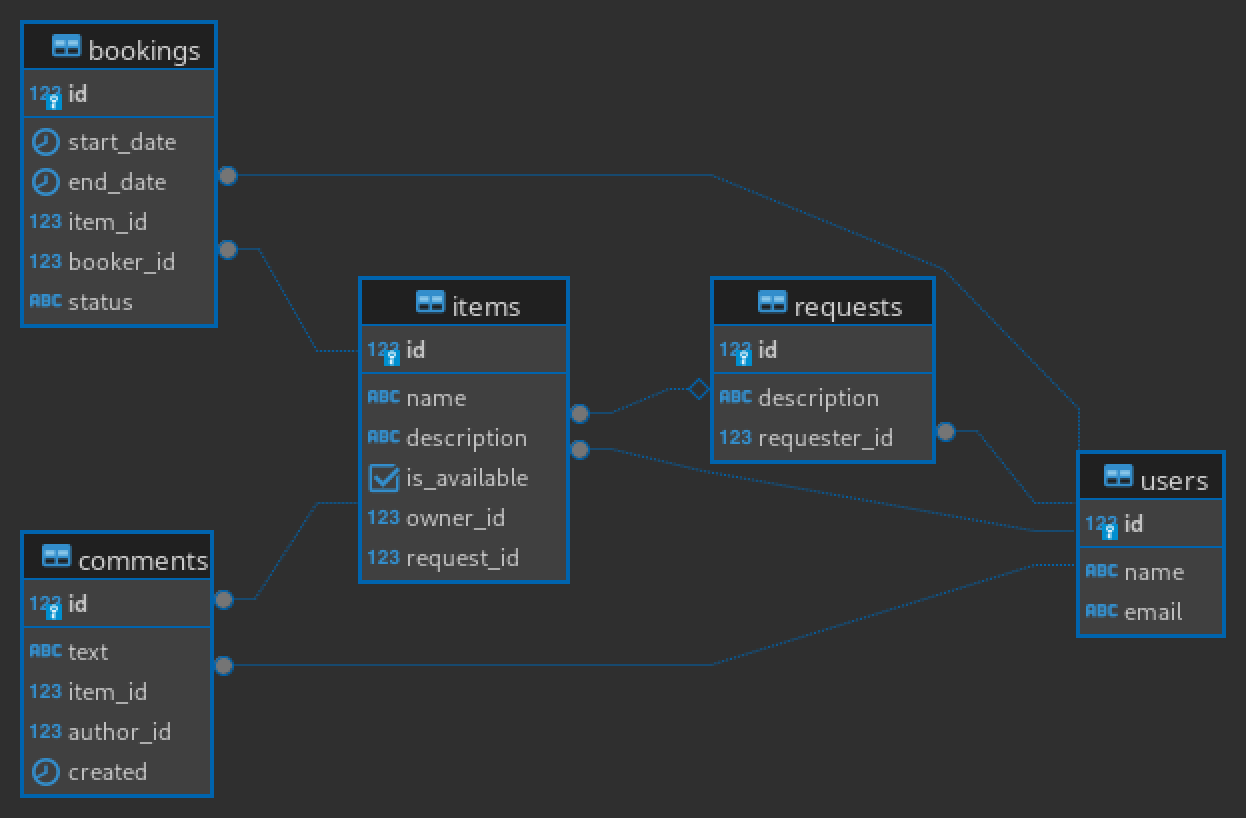 bookings
123 id
start_date
end_date
123 item_id
123 booker_id
ABC status
items
123 id
ABC name
ABC description
is_available
123 owner_id
123 request_id
requests
123 id
ABC description
123 requester_id
users
123 id
ABC name
ABC email
comments
123 id
ABC text
123 item_id
123 author_id
created